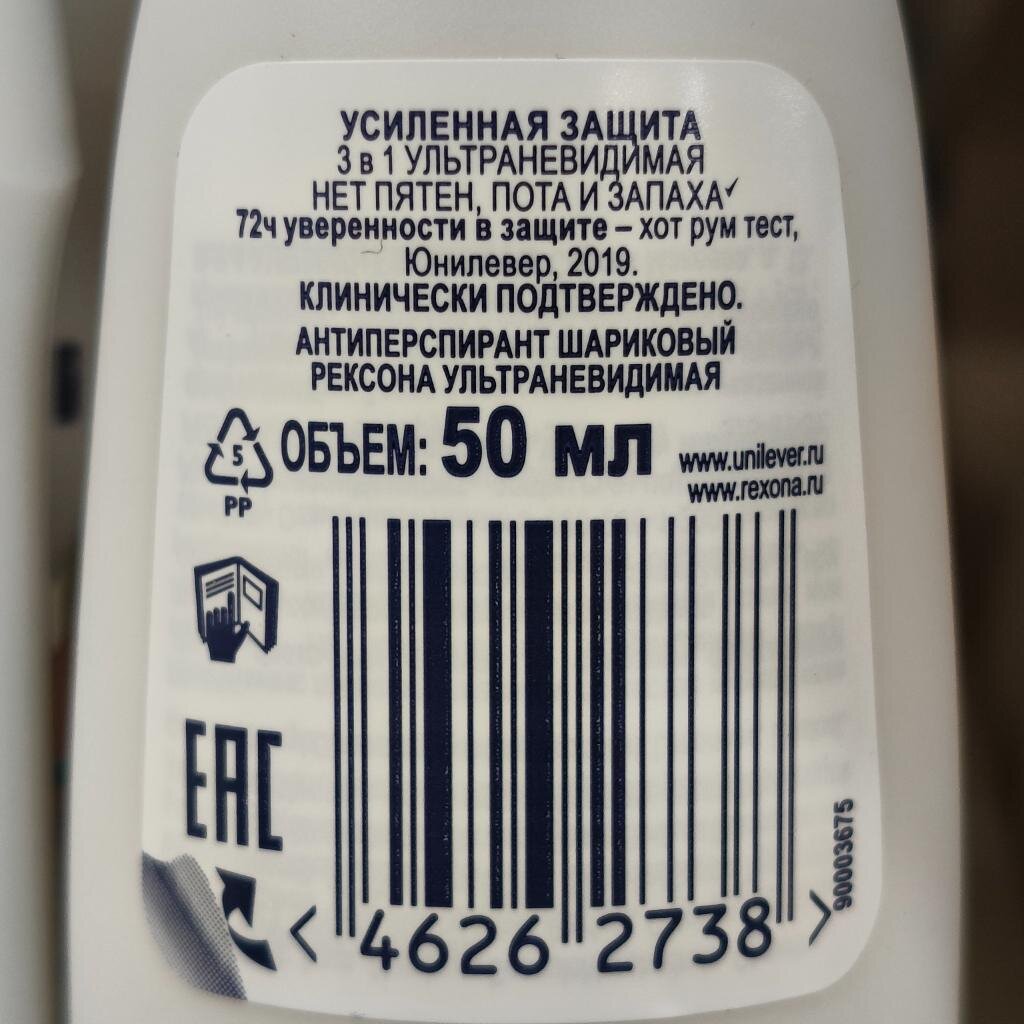 УСИЛЕННАЯ ЗАЩИТА
3 в 1 УЛЬТРАНЕВИДИМАЯ
НЕТ ПЯТЕН, ПОТА И ЗАПАХА✓
72ч уверенности в защите – хот рум тест,
Юнилевер, 2019.
КЛИНИЧЕСКИ ПОДТВЕРЖДЕНО.
АНТИПЕРСПИРАНТ ШАРИКОВЫЙ
РЕКСОНА УЛЬТРАНЕВИДИМАЯ
5
PP
ОБЪЕМ: 50 мл
www.unilever.ru
www.rexona.ru
EAC
90003675
< 4626 2738 >